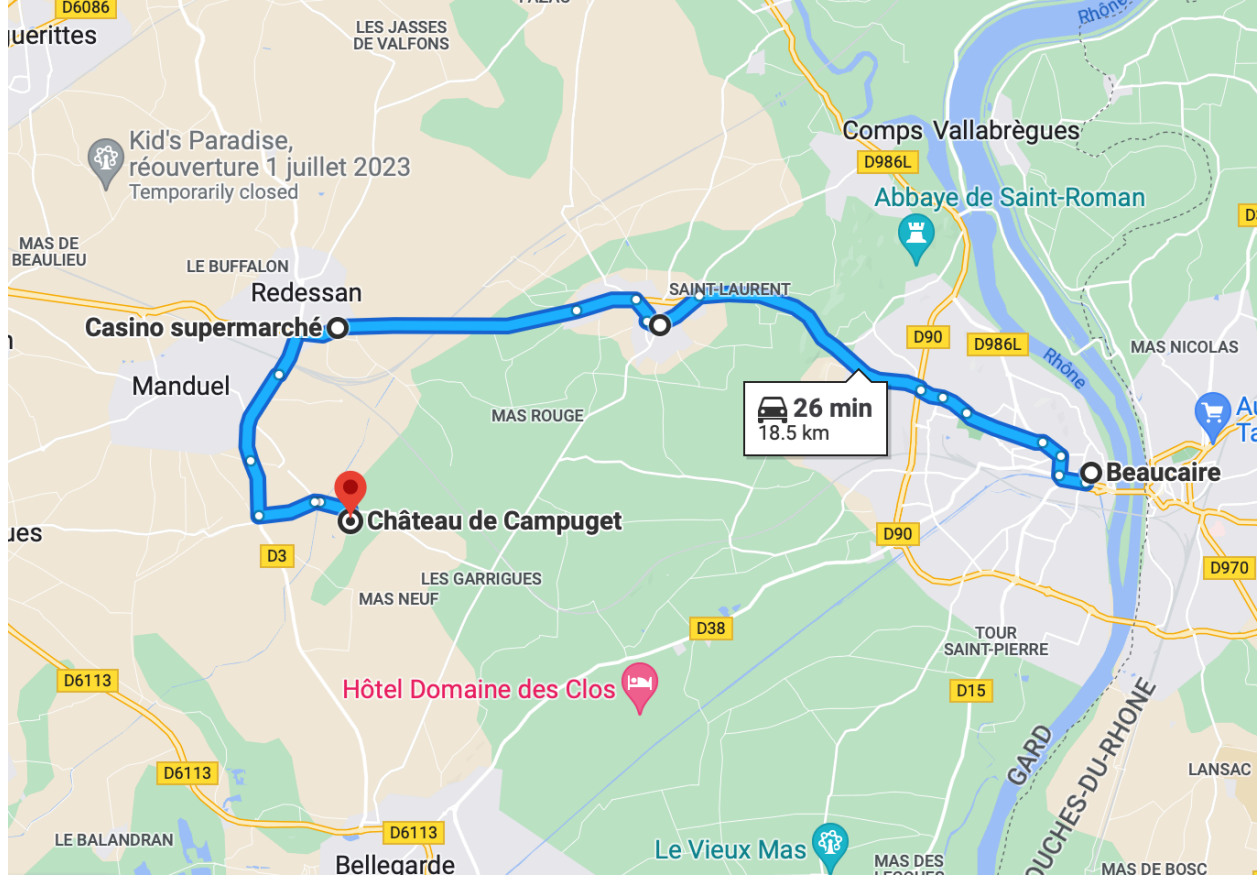 D6086
LES JASSES
DE VALFONS
Rhône
Kid's Paradise,
réouverture 1 juillet 2023
Temporarily closed
Comps
Vallabrègues
D986L
Abbaye de Saint-Roman
MAS DE
BEAULIEU
LE BUFFALON
Redessan
SAINT-LAURENT
Casino supermarché
D90
D986L
Rhône
MAS NICOLAS
Manduel
MAS ROUGE
26 min
18.5 km
Beaucaire
Château de Campuget
D90
D3
LES GARRIGUES
MAS NEUF
D970
D38
TOUR
SAINT-PIERRE
D6113
Hôtel Domaine des Clos
D15
GARD
D6113
LANSAC
D6113
LE BALANDRAN
Bellegarde
Le Vieux Mas
MAS DES
MAS DE BOSC